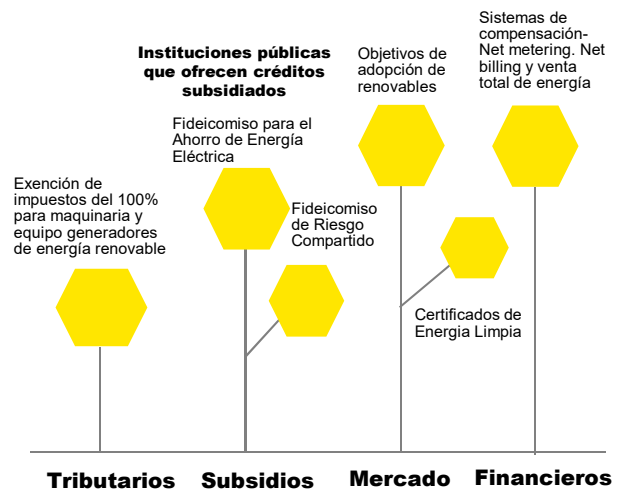 Sistemas de
compensación-
Net metering. Net
billing y venta
total de energía
Instituciones públicas
que ofrecen créditos
subsidiados
Objetivos de
adopción de
renovables
Fideicomiso para el
Ahorro de Energía
Eléctrica
Exención de
impuestos del 100%
para maquinaria y
equipo generadores
de energía renovable
Fideicomiso
de Riesgo
Compartido
Certificados de
Energia Limpia
Tributarios
Subsidios
Mercado
Financieros